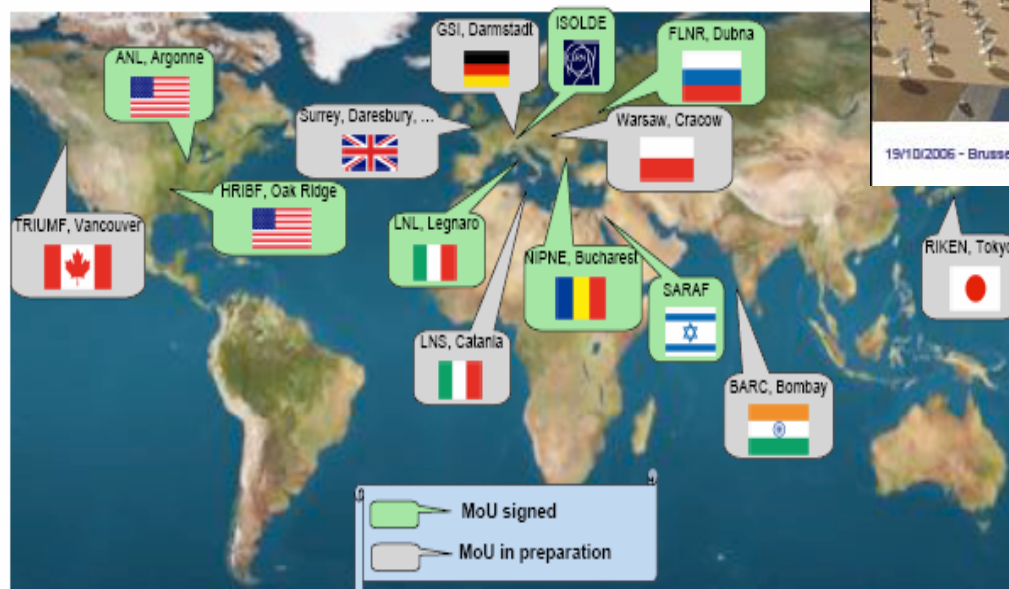 ISOLDE
GSI, Darmstadt
FLNR, Dubna
ANL, Argonne
CERN
Surrey, Daresbury, ...
Warsaw, Cracow
19/10/2006 - Brusse
HRIBF, Oak Ridge
TRIUMF, Vancouver
LNL, Legnaro
NIPNE, Bucharest
RIKEN, Tokyo
SARAF
LNS, Catania
BARC, Bombay
MoU signed
MoU in preparation